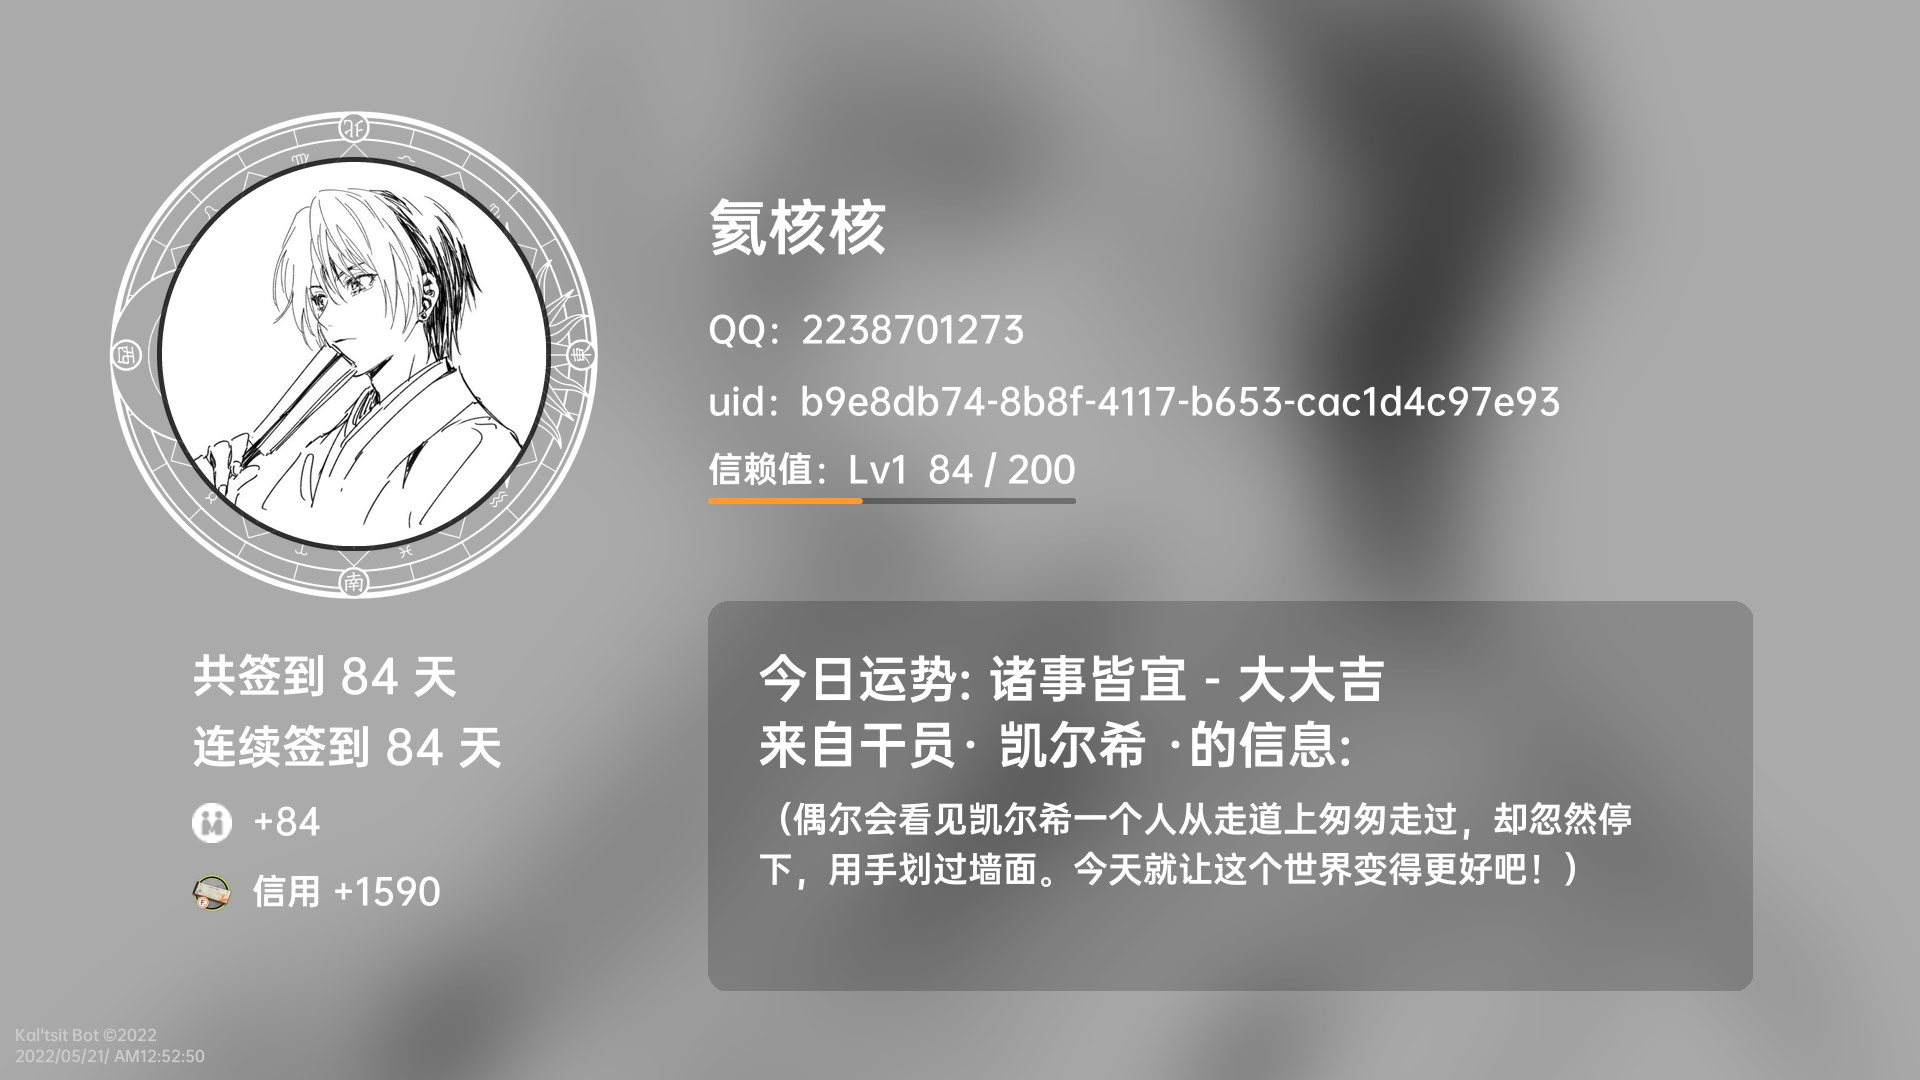 北
西
東
南
氦核核
QQ：2238701273
uid：b9e8db74-8b8f-4117-b653-cac1d4c97e93
信赖值：Lv1 84 / 200
共签到 84 天
连续签到 84 天
+84
信用 +1590
今日运势: 诸事皆宜 - 大大吉
来自干员· 凯尔希 ·的信息:
（偶尔会看见凯尔希一个人从走道上匆匆走过，却忽然停
下，用手划过墙面。今天就让这个世界变得更好吧！）
Kal'tsit Bot ©2022
2022/05/21/ AM12:52:50